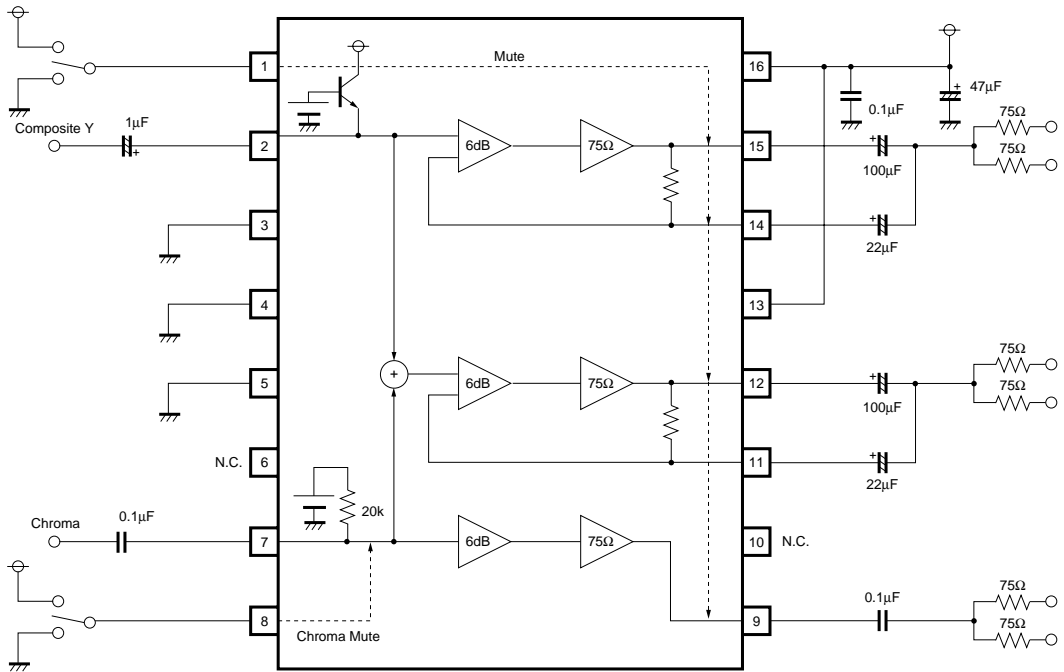 Mute
1
16
+
47µF
0.1µF
75Ω
Composite Y
1µF
+
2
6dB
75Ω
15
+
100µF
75Ω
3
14
+
22µF
4
13
5
+
6dB
75Ω
12
+
100µF
75Ω
75Ω
N.C.
6
11
+
22µF
20k
Chroma
0.1µF
7
6dB
75Ω
10
N.C.
8
Chroma Mute
9
0.1µF
75Ω
75Ω